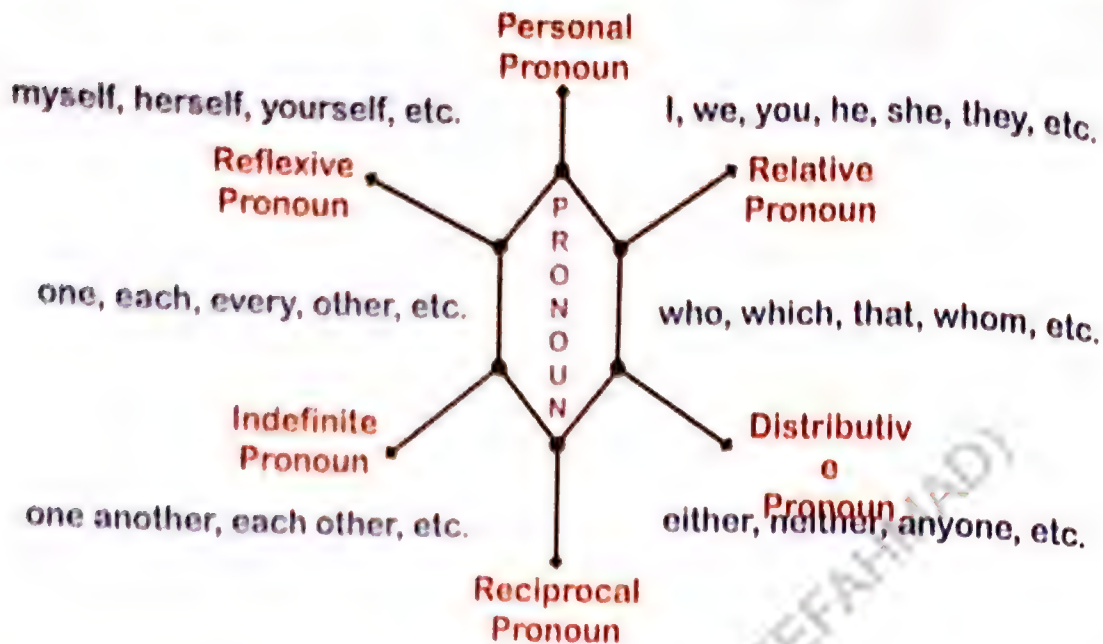 Personal
Pronoun
myself, herself, yourself, etc.
I, we, you, he, she, they, etc.
Reflexive
Pronoun
Relative
Pronoun
PRONOUN
one, each, every, other, etc.
who, which, that, whom, etc.
Indefinite
Pronoun
Distributiv
e
Pronoun
one another, each other, etc.
either, neither, anyone, etc.
Reciprocal
Pronoun